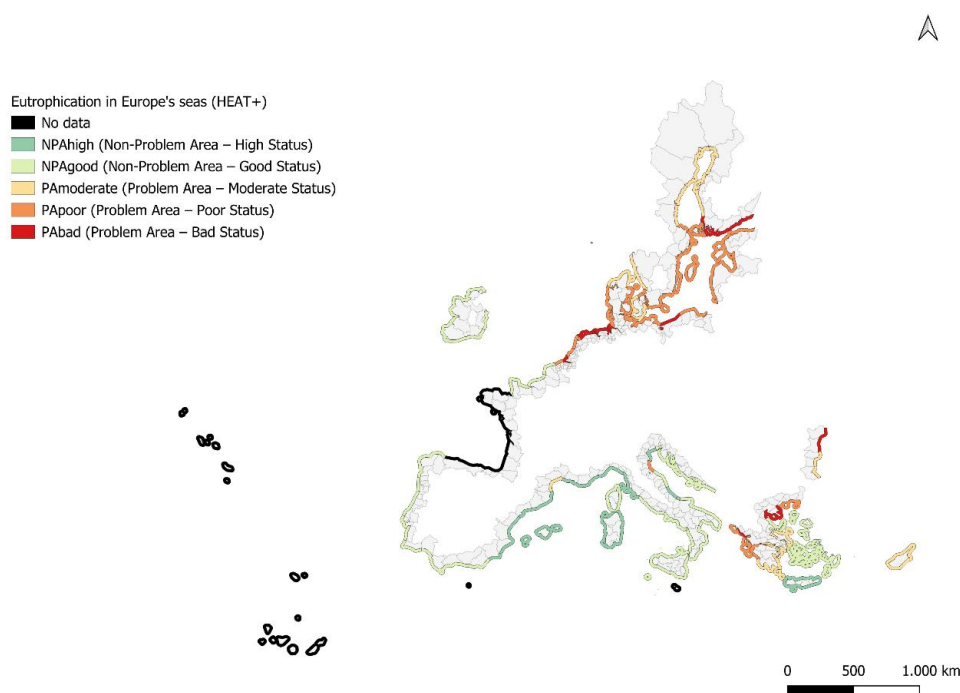 Eutrophication in Europe's seas (HEAT+)
No data
NPAhigh (Non-Problem Area – High Status)
NPAgood (Non-Problem Area – Good Status)
PAmoderate (Problem Area – Moderate Status)
PApoor (Problem Area – Poor Status)
PAbad (Problem Area – Bad Status)
0 500 1.000 km